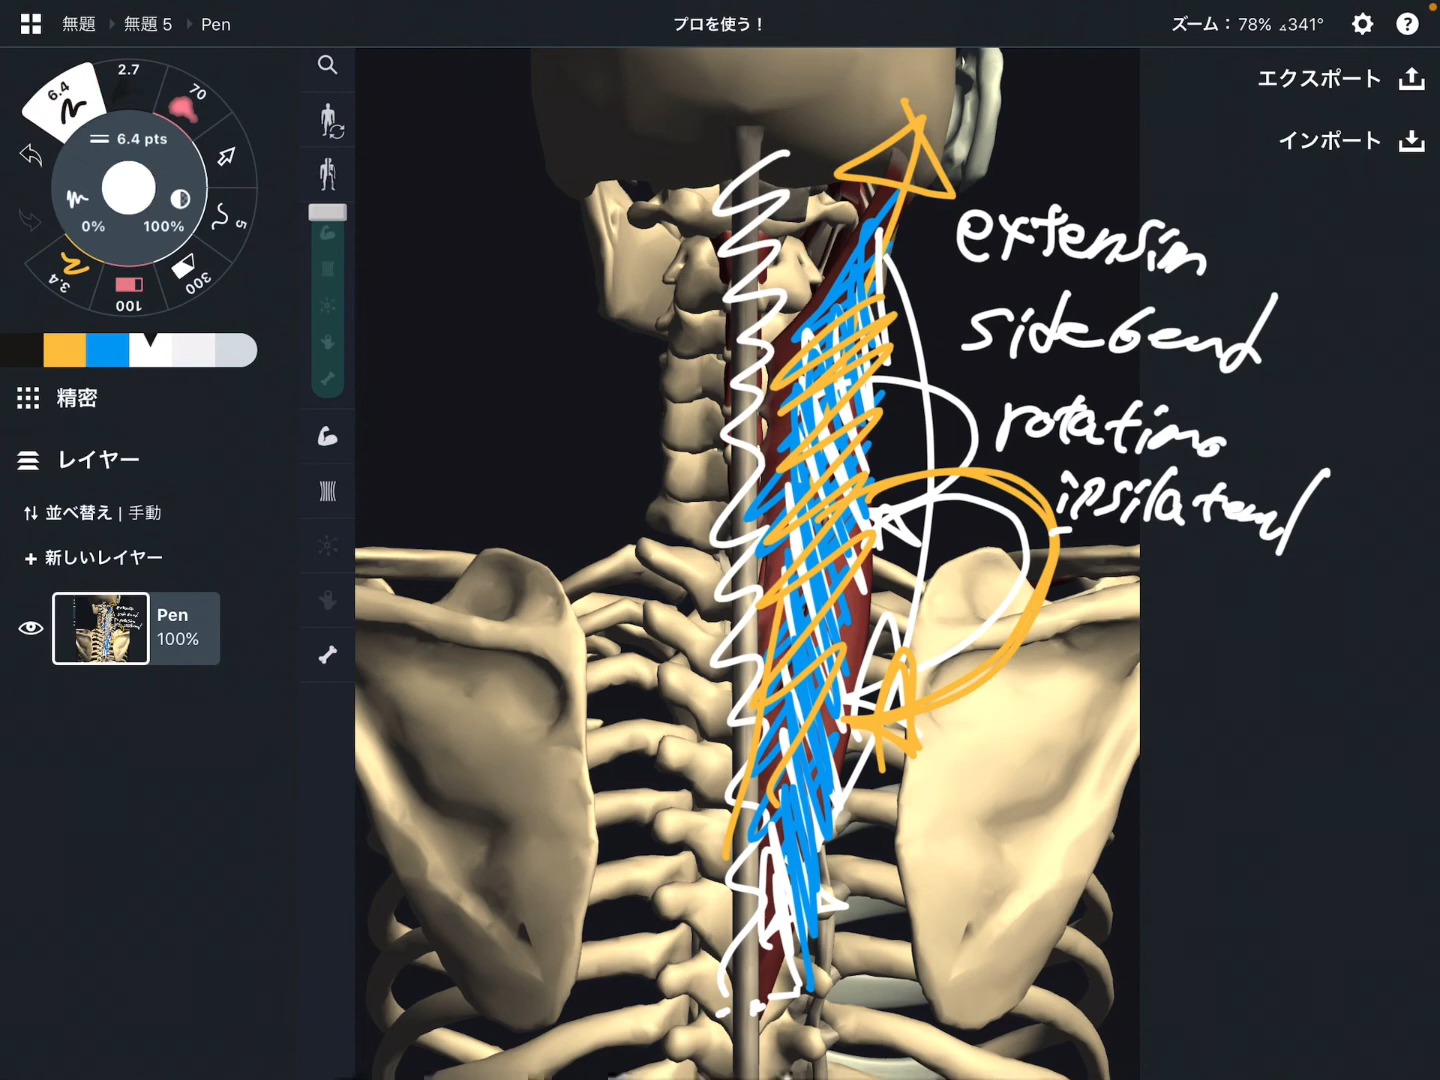 無題 無題 5 Pen
プロを使う！
ズーム： 78% ⊿341°
エクスポート
インポート
2.7
6.4
70
6.4 pts
0% 100%
5
3.4
100
300
精密
レイヤー
並べ替え | 手動
+ 新しいレイヤー
Pen
100%
extension
sidebend
rotations
ipsilateral